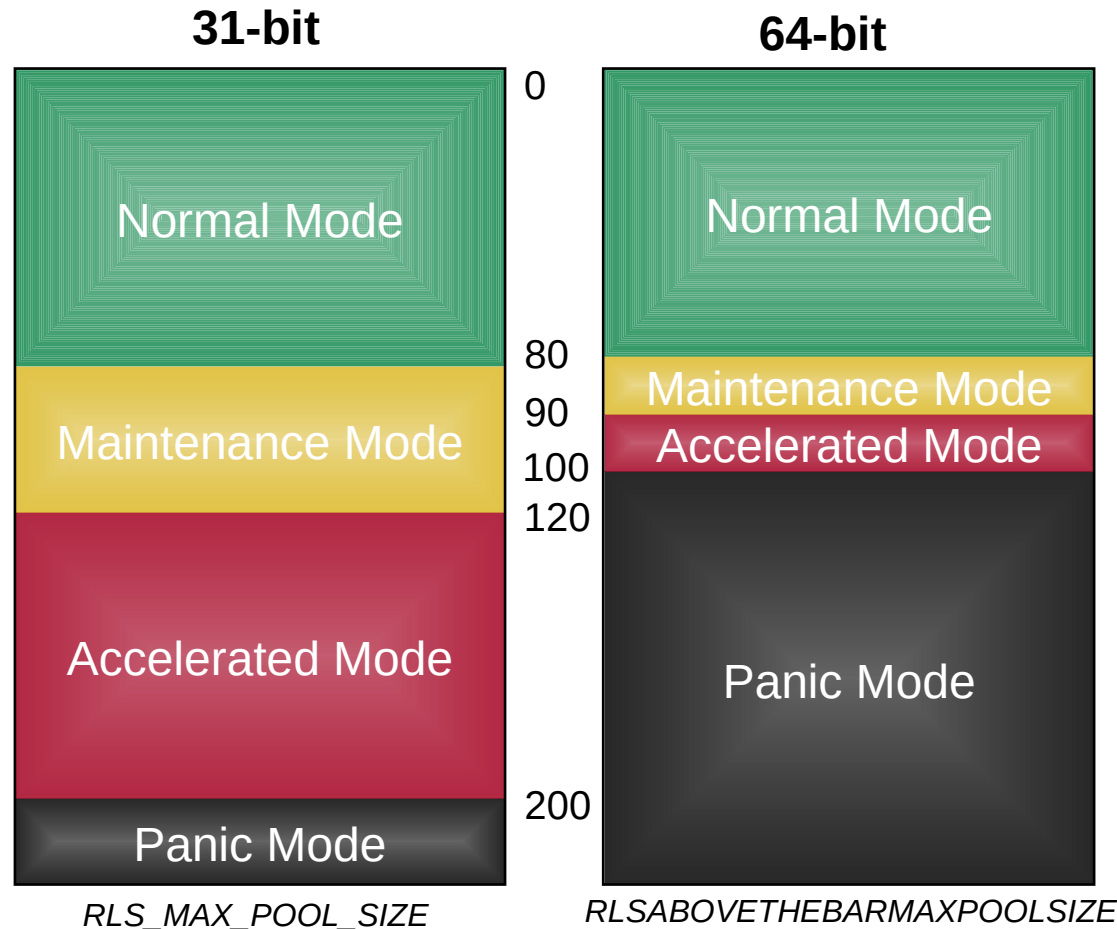 31-bit
64-bit
0
Normal Mode
Normal Mode
80
Maintenance Mode
90
Maintenance Mode
Accelerated Mode
100
120
Accelerated Mode
Panic Mode
200
Panic Mode
RLS_MAX_POOL_SIZE
RLSABOVETHEBARMAXPOOLSIZE